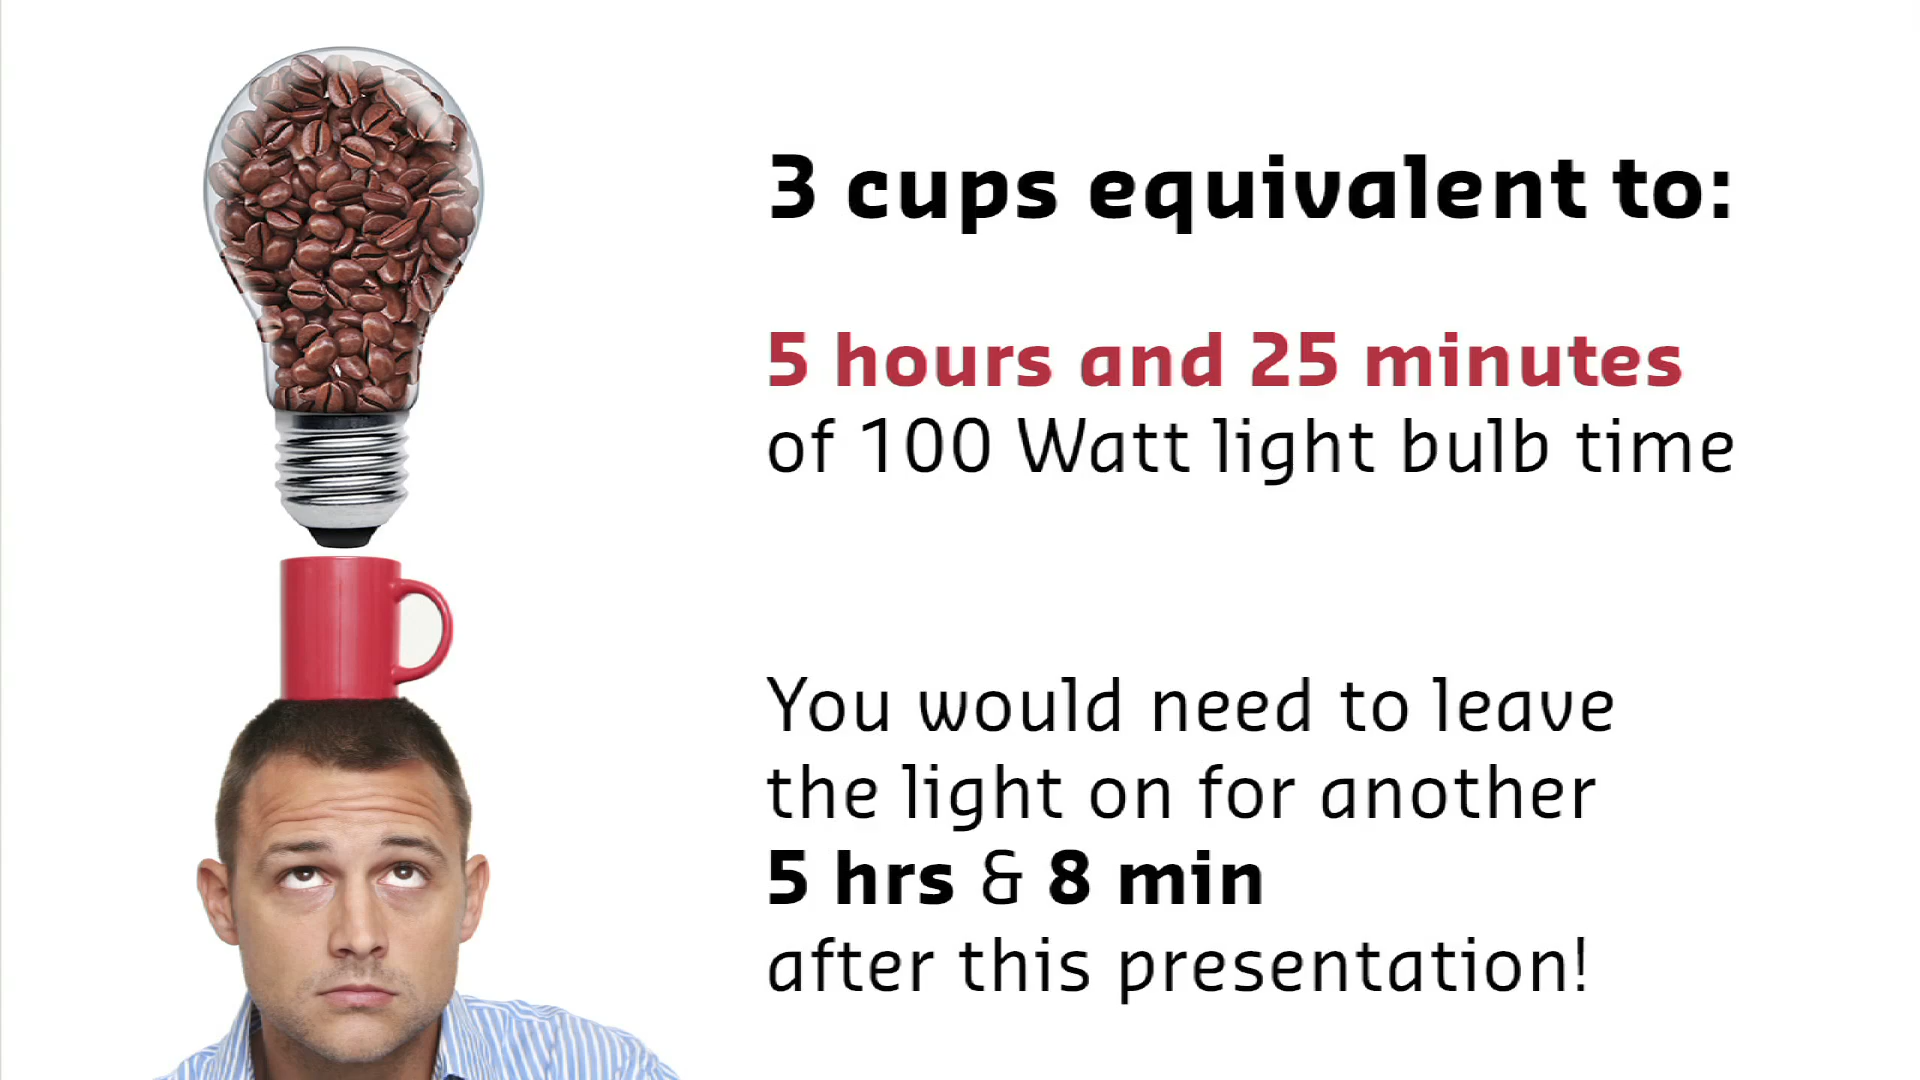 3 cups equivalent to:
5 hours and 25 minutes
of 100 Watt light bulb time
You would need to leave
the light on for another
5 hrs & 8 min
after this presentation!